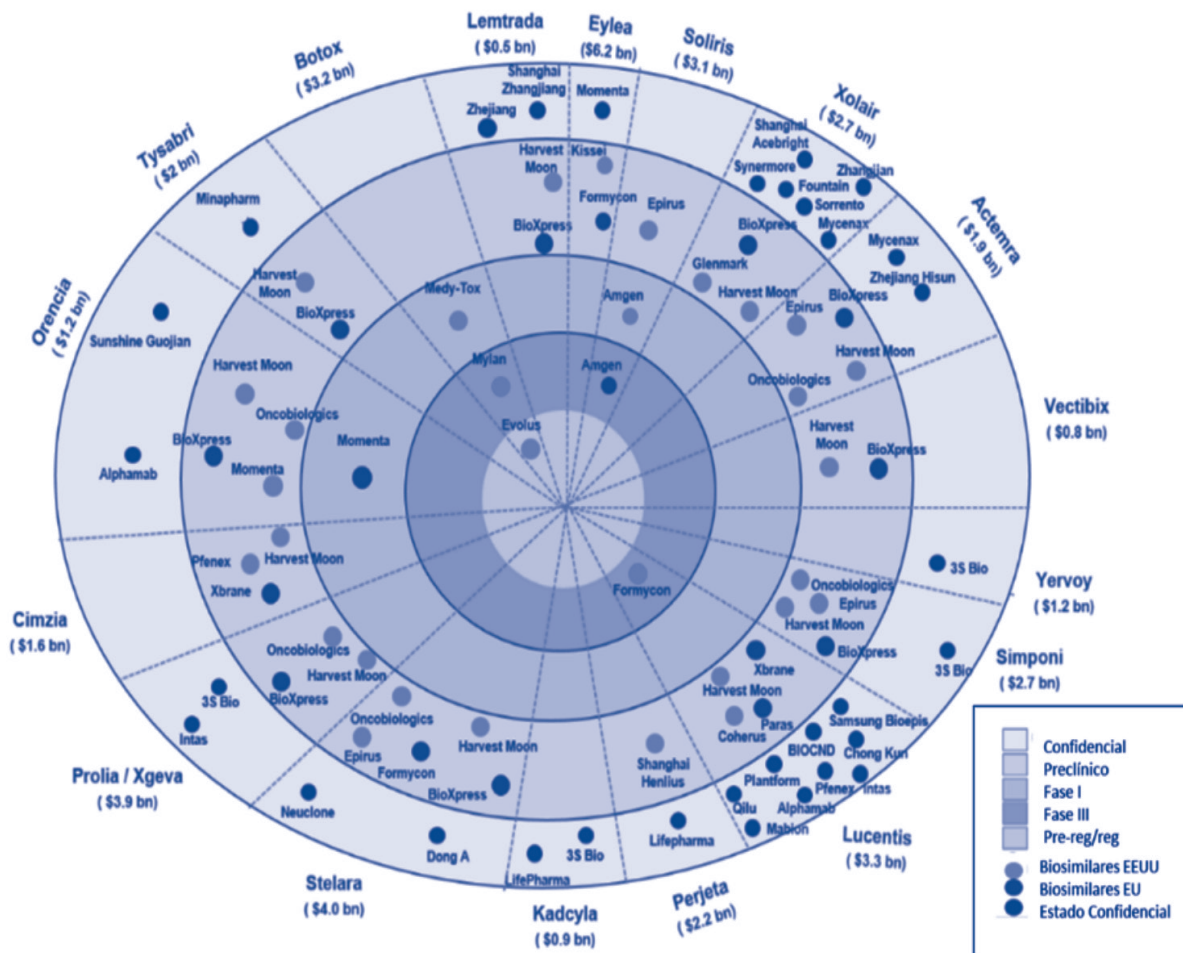 Lemtrada
( $0.5 bn)
Eylea
($6.2 bn)
Soliris
( $3.1 bn)
Xolair
( $2.7 bn)
Actemra
( $1.9 bn)
Vectibix
( $0.8 bn)
Yervoy
( $1.2 bn)
Simponi
( $2.7 bn)
Lucentis
( $3.3 bn)
Perjeta
( $2.2 bn)
Kadcyla
( $0.9 bn)
Stelara
( $4.0 bn)
Prolia / Xgeva
( $3.9 bn)
Cimzia
( $1.6 bn)
Orencia
( $1.2 bn)
Tysabri
( $2 bn)
Botox
( $3.2 bn)
Shanghai
Zhangjiang
Zhejiang
Harvest
Moon
BioXpress
Momenta
Kissei
Formycon
Epirus
Amgen
Amgen
Shanghai
Acebright
Synermore
Fountain
Zhangjian
Sorrento
Mycenax
BioXpress
Glenmark
Harvest Moon
Epirus
Mycenax
Zhejiang Hisun
BioXpress
Harvest Moon
Oncobiologics
Harvest
Moon
BioXpress
3S Bio
Oncobiologics
Epirus
Harvest Moon
BioXpress
3S Bio
Xbrane
Harvest Moon
Paras
Coherus
Formycon
Samsung Bioepis
BIOCND
Chong Kun
Plantform
Pfenex
Intas
Qilu
Alphamab
Mabion
Shanghai
Henlius
Lifepharma
3S Bio
LifePharma
Oncobiologics
Epirus
Harvest Moon
Formycon
BioXpress
Neuclone
Dong A
Oncobiologics
Harvest Moon
BioXpress
3S Bio
Intas
Harvest Moon
Pfenex
Xbrane
Harvest Moon
Oncobiologics
BioXpress
Momenta
Momenta
Alphamab
Sunshine Guojian
Minapharm
Harvest
Moon
BioXpress
Medy-Tox
Mylan
Evolus
Confidencial
Preclínico
Fase I
Fase III
Pre-reg/reg
Biosimilares EEUU
Biosimilares EU
Estado Confidencial